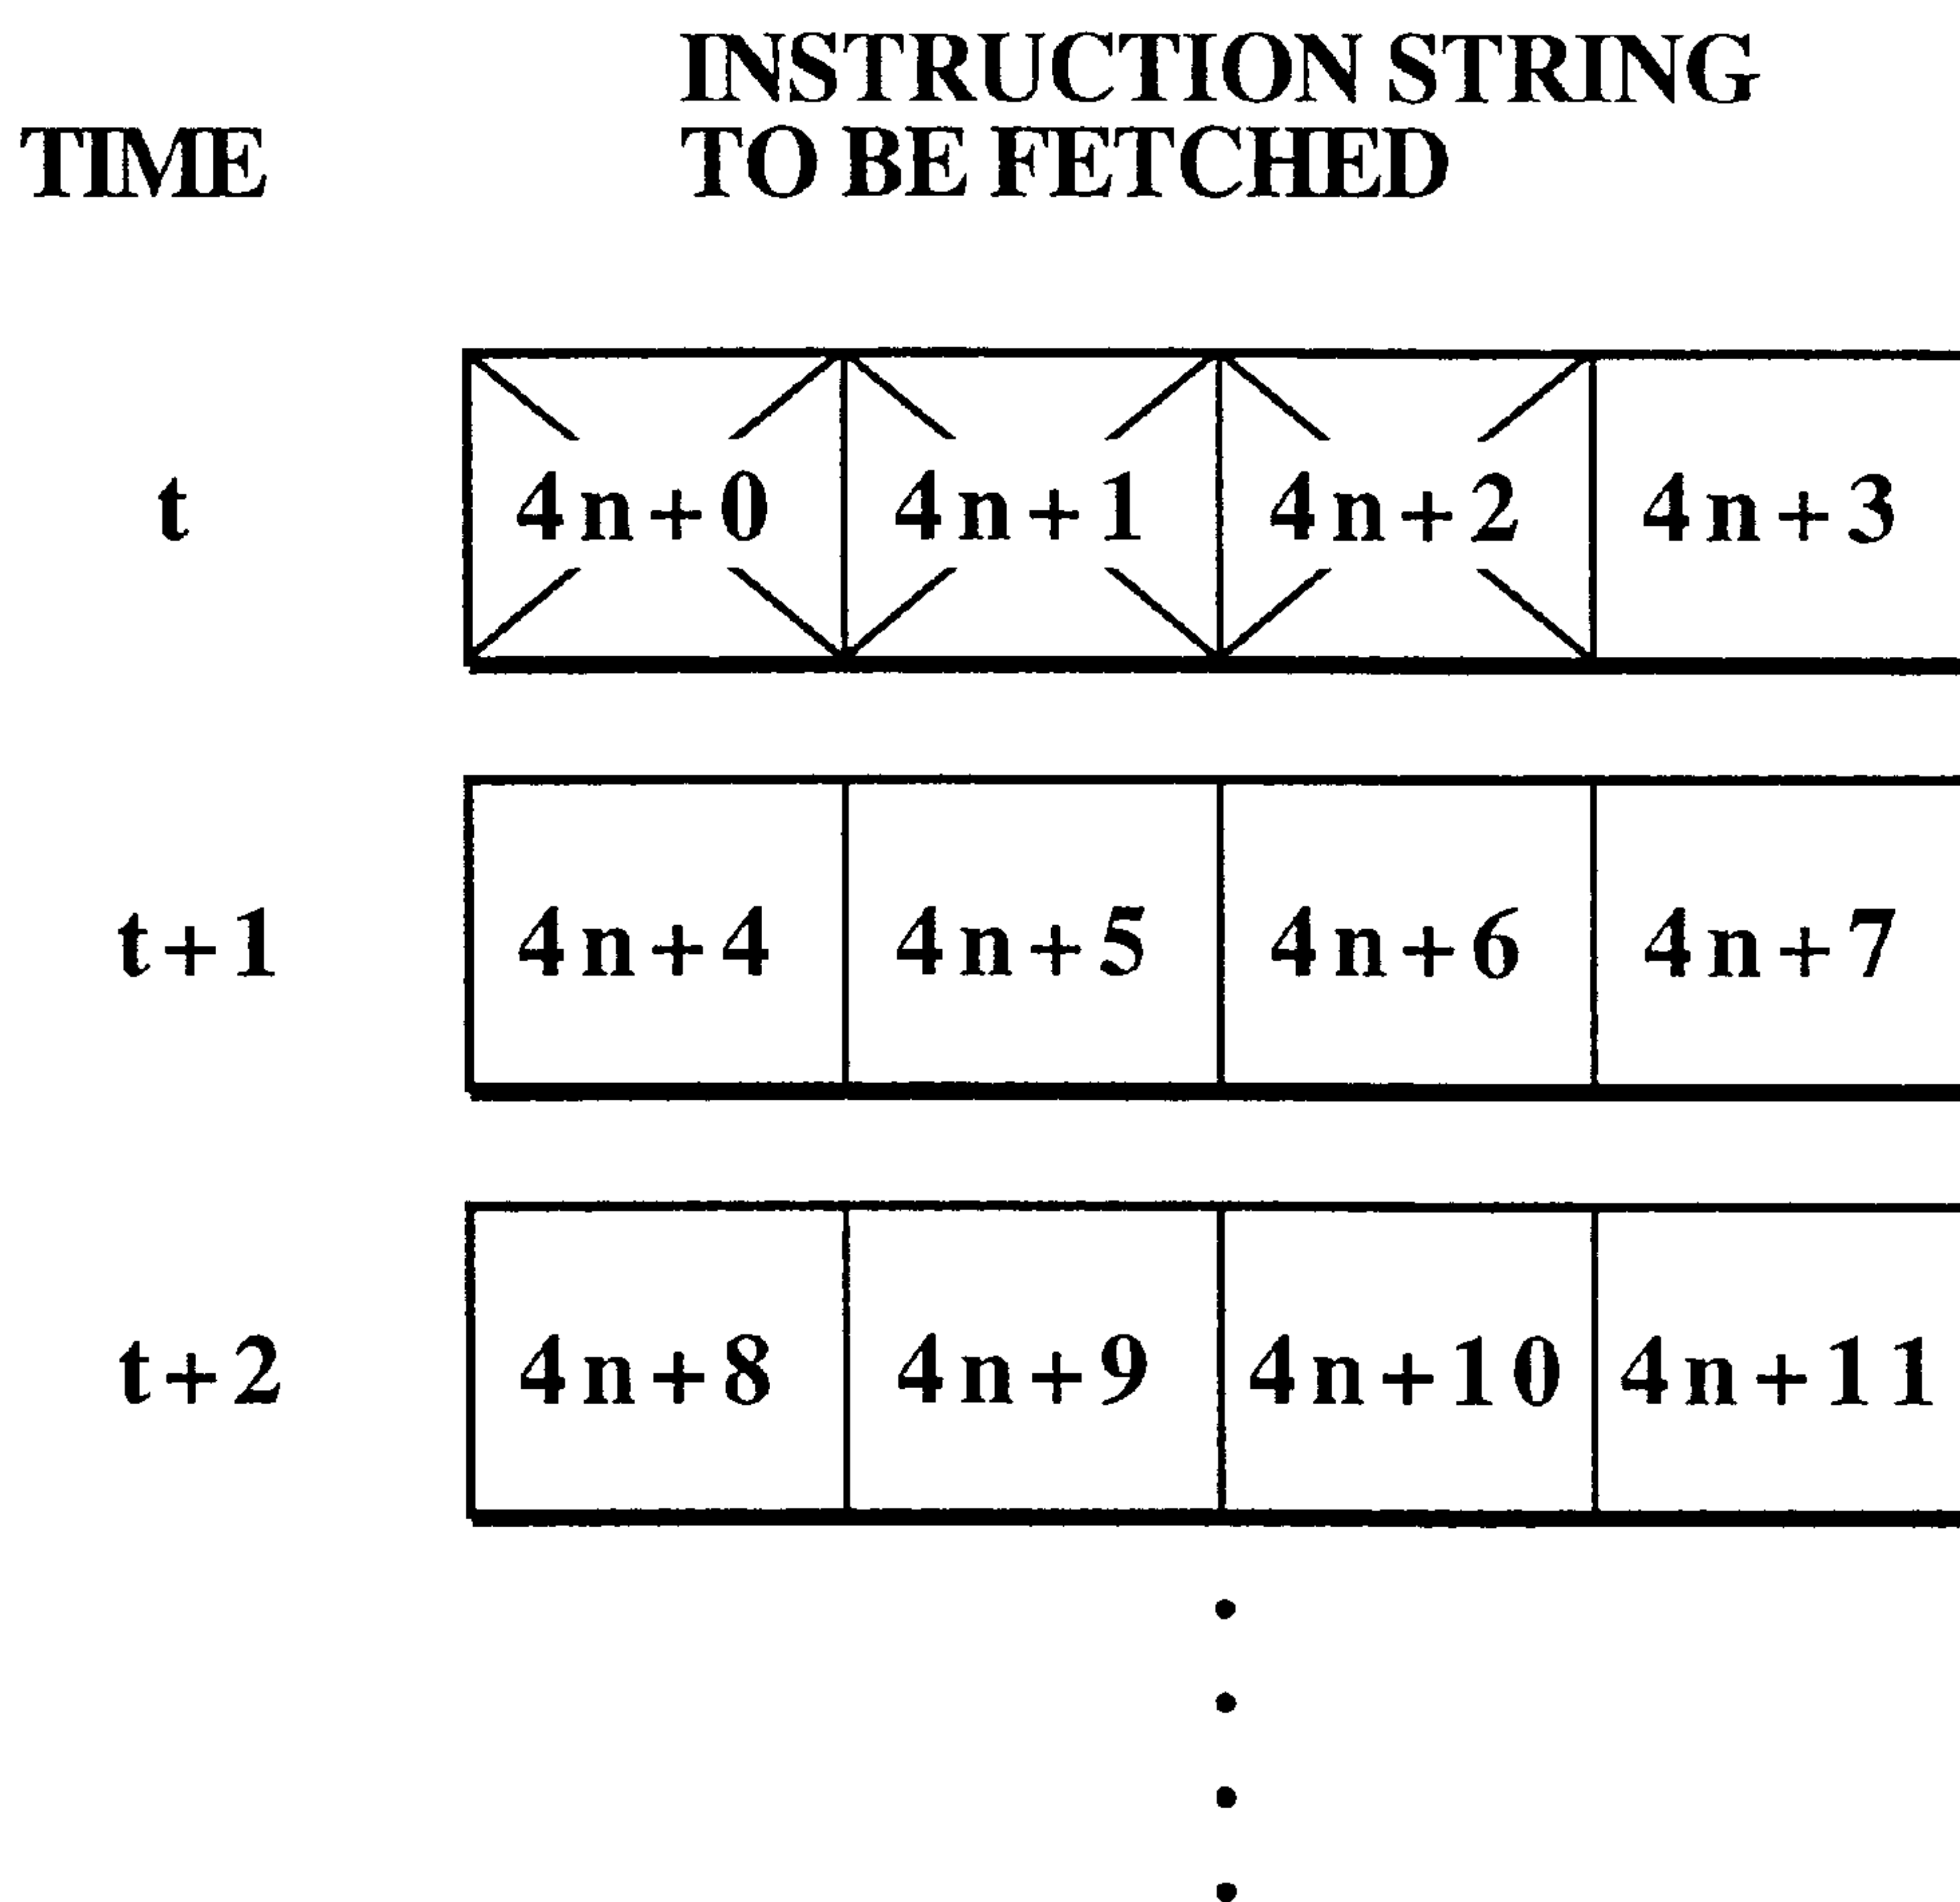 INSTRUCTION STRING
TIME TO BE FETCHED
t 4n+0 4n+1 4n+2 4n+3
t+1 4n+4 4n+5 4n+6 4n+7
t+2 4n+8 4n+9 4n+10 4n+11